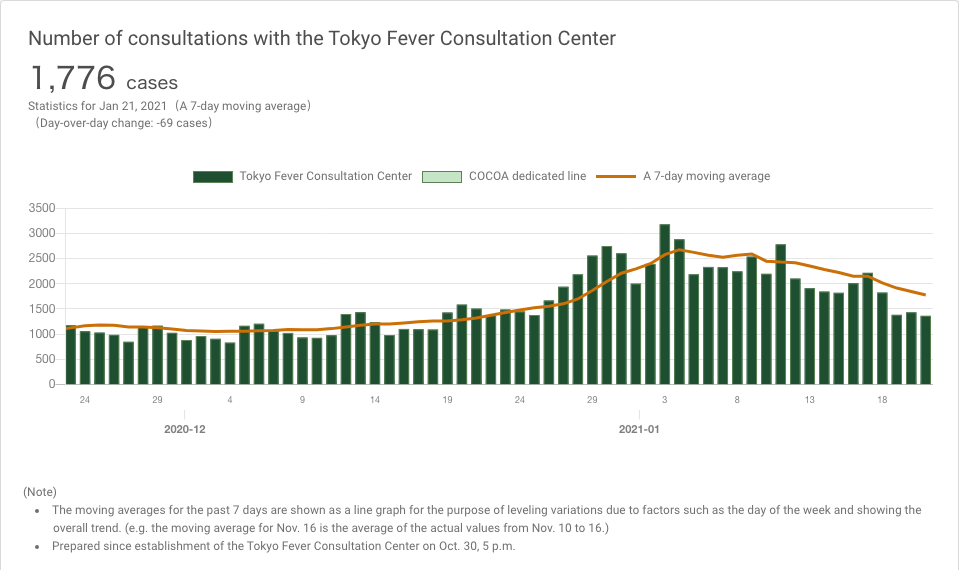 Number of consultations with the Tokyo Fever Consultation Center
1,776 cases
Statistics for Jan 21, 2021（A 7-day moving average）
（Day-over-day change: -69 cases）
Tokyo Fever Consultation Center COCOA dedicated line A 7-day moving average
3500
3000
2500
2000
1500
1000
500
0
24 29 4 9 14 19 24 29 3 8 13 18
2020-12 2021-01
(Note)
• The moving averages for the past 7 days are shown as a line graph for the purpose of leveling variations due to factors such as the day of the week and showing the
overall trend. (e.g. the moving average for Nov. 16 is the average of the actual values from Nov. 10 to 16.)
• Prepared since establishment of the Tokyo Fever Consultation Center on Oct. 30, 5 p.m.